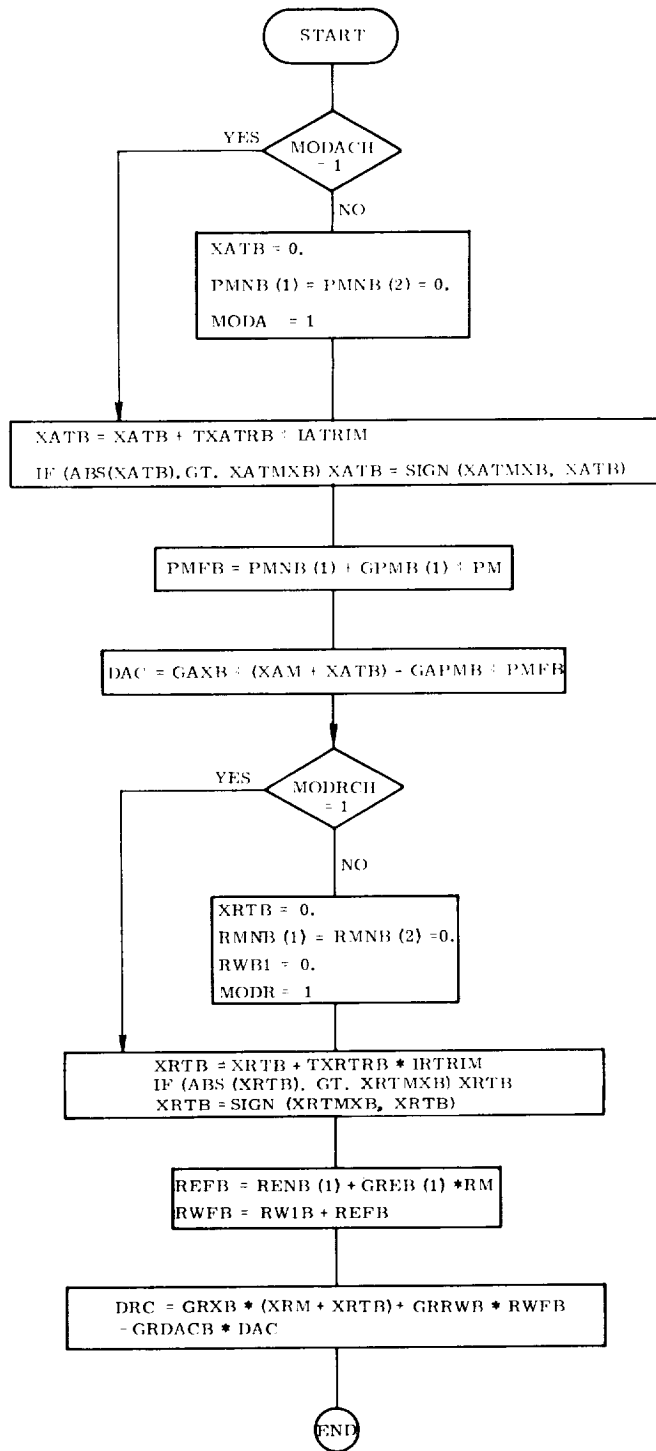 START
YES
MODACH
= 1
NO
XATB = 0.
PMNB (1) = PMNB (2) = 0.
MODA = 1
XATB = XATB + TXATRB * IATRIM
IF (ABS(XATB). GT. XATMXB) XATB = SIGN (XATMXB, XATB)
PMFB = PMNB (1) + GPMB (1) * PM
DAC = GAXB * (XAM + XATB) - GAPMB * PMFB
YES
MODRCH
= 1
NO
XRTB = 0.
RMNB (1) = RMNB (2) =0.
RWB1 = 0.
MODR = 1
XRTB = XRTB + TXRTRB * IRTRIM
IF (ABS (XRTB). GT. XRTMXB) XRTB
XRTB = SIGN (XRTMXB, XRTB)
REFB = RENB (1) + GREB (1) *RM
RWFB = RW1B + REFB
DRC = GRXB * (XRM + XRTB)+ GRRWB * RWFB
- GRDACB * DAC
END